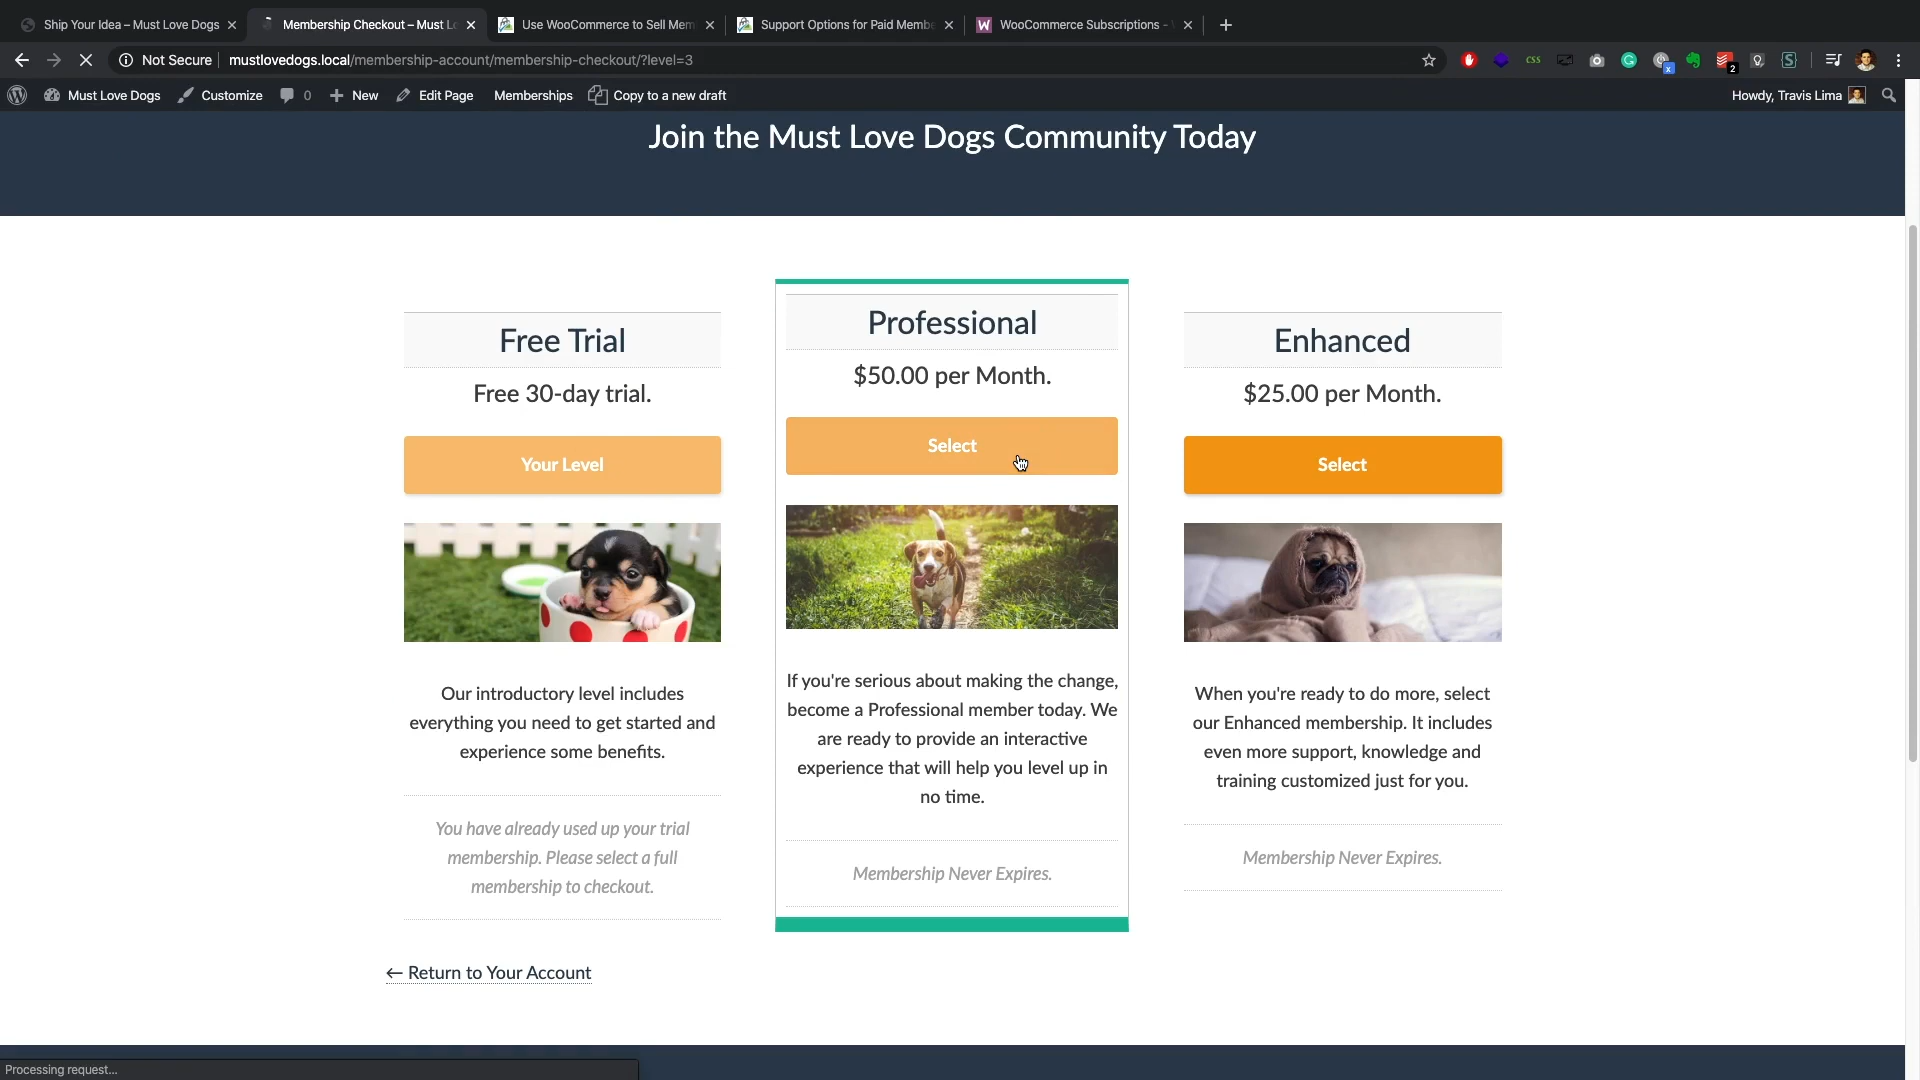 Ship Your Idea – Must Love Dogs
Membership Checkout – Must Lo
Use WooCommerce to Sell Mem
Support Options for Paid Membe
W WooCommerce Subscriptions -
Not Secure
mustlovedogs.local/membership-account/membership-checkout/?level=3
css
x
2
S
Must Love Dogs
Customize
0
New
Edit Page
Memberships
Copy to a new draft
Howdy, Travis Lima
Join the Must Love Dogs Community Today
Free Trial
Free 30-day trial.
Your Level
Our introductory level includes
everything you need to get started and
experience some benefits.
You have already used up your trial
membership. Please select a full
membership to checkout.
Professional
$50.00 per Month.
Select
If you're serious about making the change,
become a Professional member today. We
are ready to provide an interactive
experience that will help you level up in
no time.
Membership Never Expires.
Enhanced
$25.00 per Month.
Select
When you're ready to do more, select
our Enhanced membership. It includes
even more support, knowledge and
training customized just for you.
Membership Never Expires.
← Return to Your Account
Processing request...